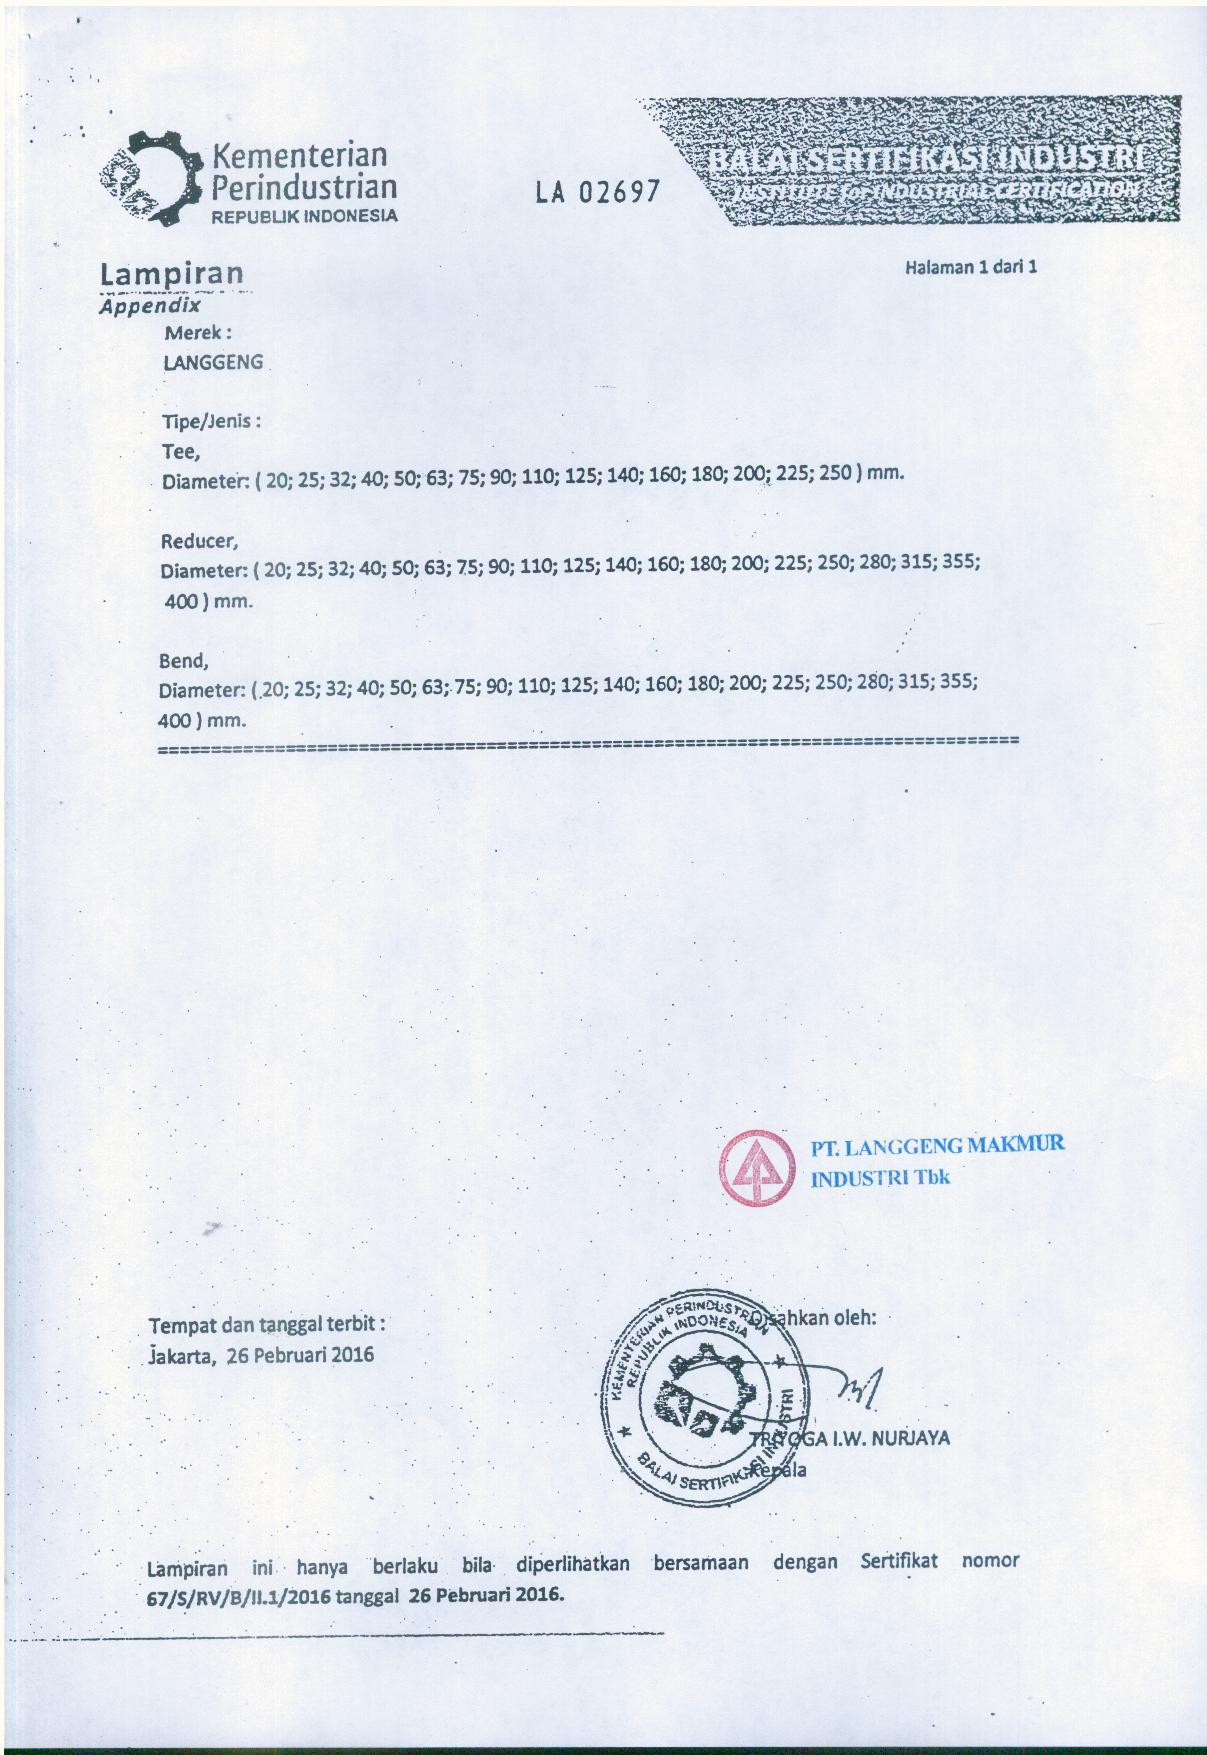 Kementerian
Perindustrian
REPUBLIK INDONESIA
LA 02697
BALAI SERTIFIKASI INDUSTRI
INSTITUTE for INDUSTRIAL CERTIFICATION
Lampiran
Halaman 1 dari 1
Appendix
Merek :
LANGGENG
Tipe/Jenis :
Tee,
Diameter: ( 20; 25; 32; 40; 50; 63; 75; 90; 110; 125; 140; 160; 180; 200; 225; 250 ) mm.
Reducer,
Diameter: ( 20; 25; 32; 40; 50; 63; 75; 90; 110; 125; 140; 160; 180; 200; 225; 250; 280; 315; 355;
400 ) mm.
Bend,
Diameter: ( 20; 25; 32; 40; 50; 63; 75; 90; 110; 125; 140; 160; 180; 200; 225; 250; 280; 315; 355;
400 ) mm.
PT. LANGGENG MAKMUR
INDUSTRI Tbk
Tempat dan tanggal terbit :
Jakarta, 26 Pebruari 2016
Disahkan oleh:
KEMENTERIAN PERINDUSTRIAN
REPUBLIK INDONESIA
BALAI SERTIFIKASI INDUSTRI
TRIYOGA I.W. NURJAYA
Kepala
Lampiran ini hanya berlaku bila diperlihatkan bersamaan dengan Sertifikat nomor
67/S/RV/B/II.1/2016 tanggal 26 Pebruari 2016.